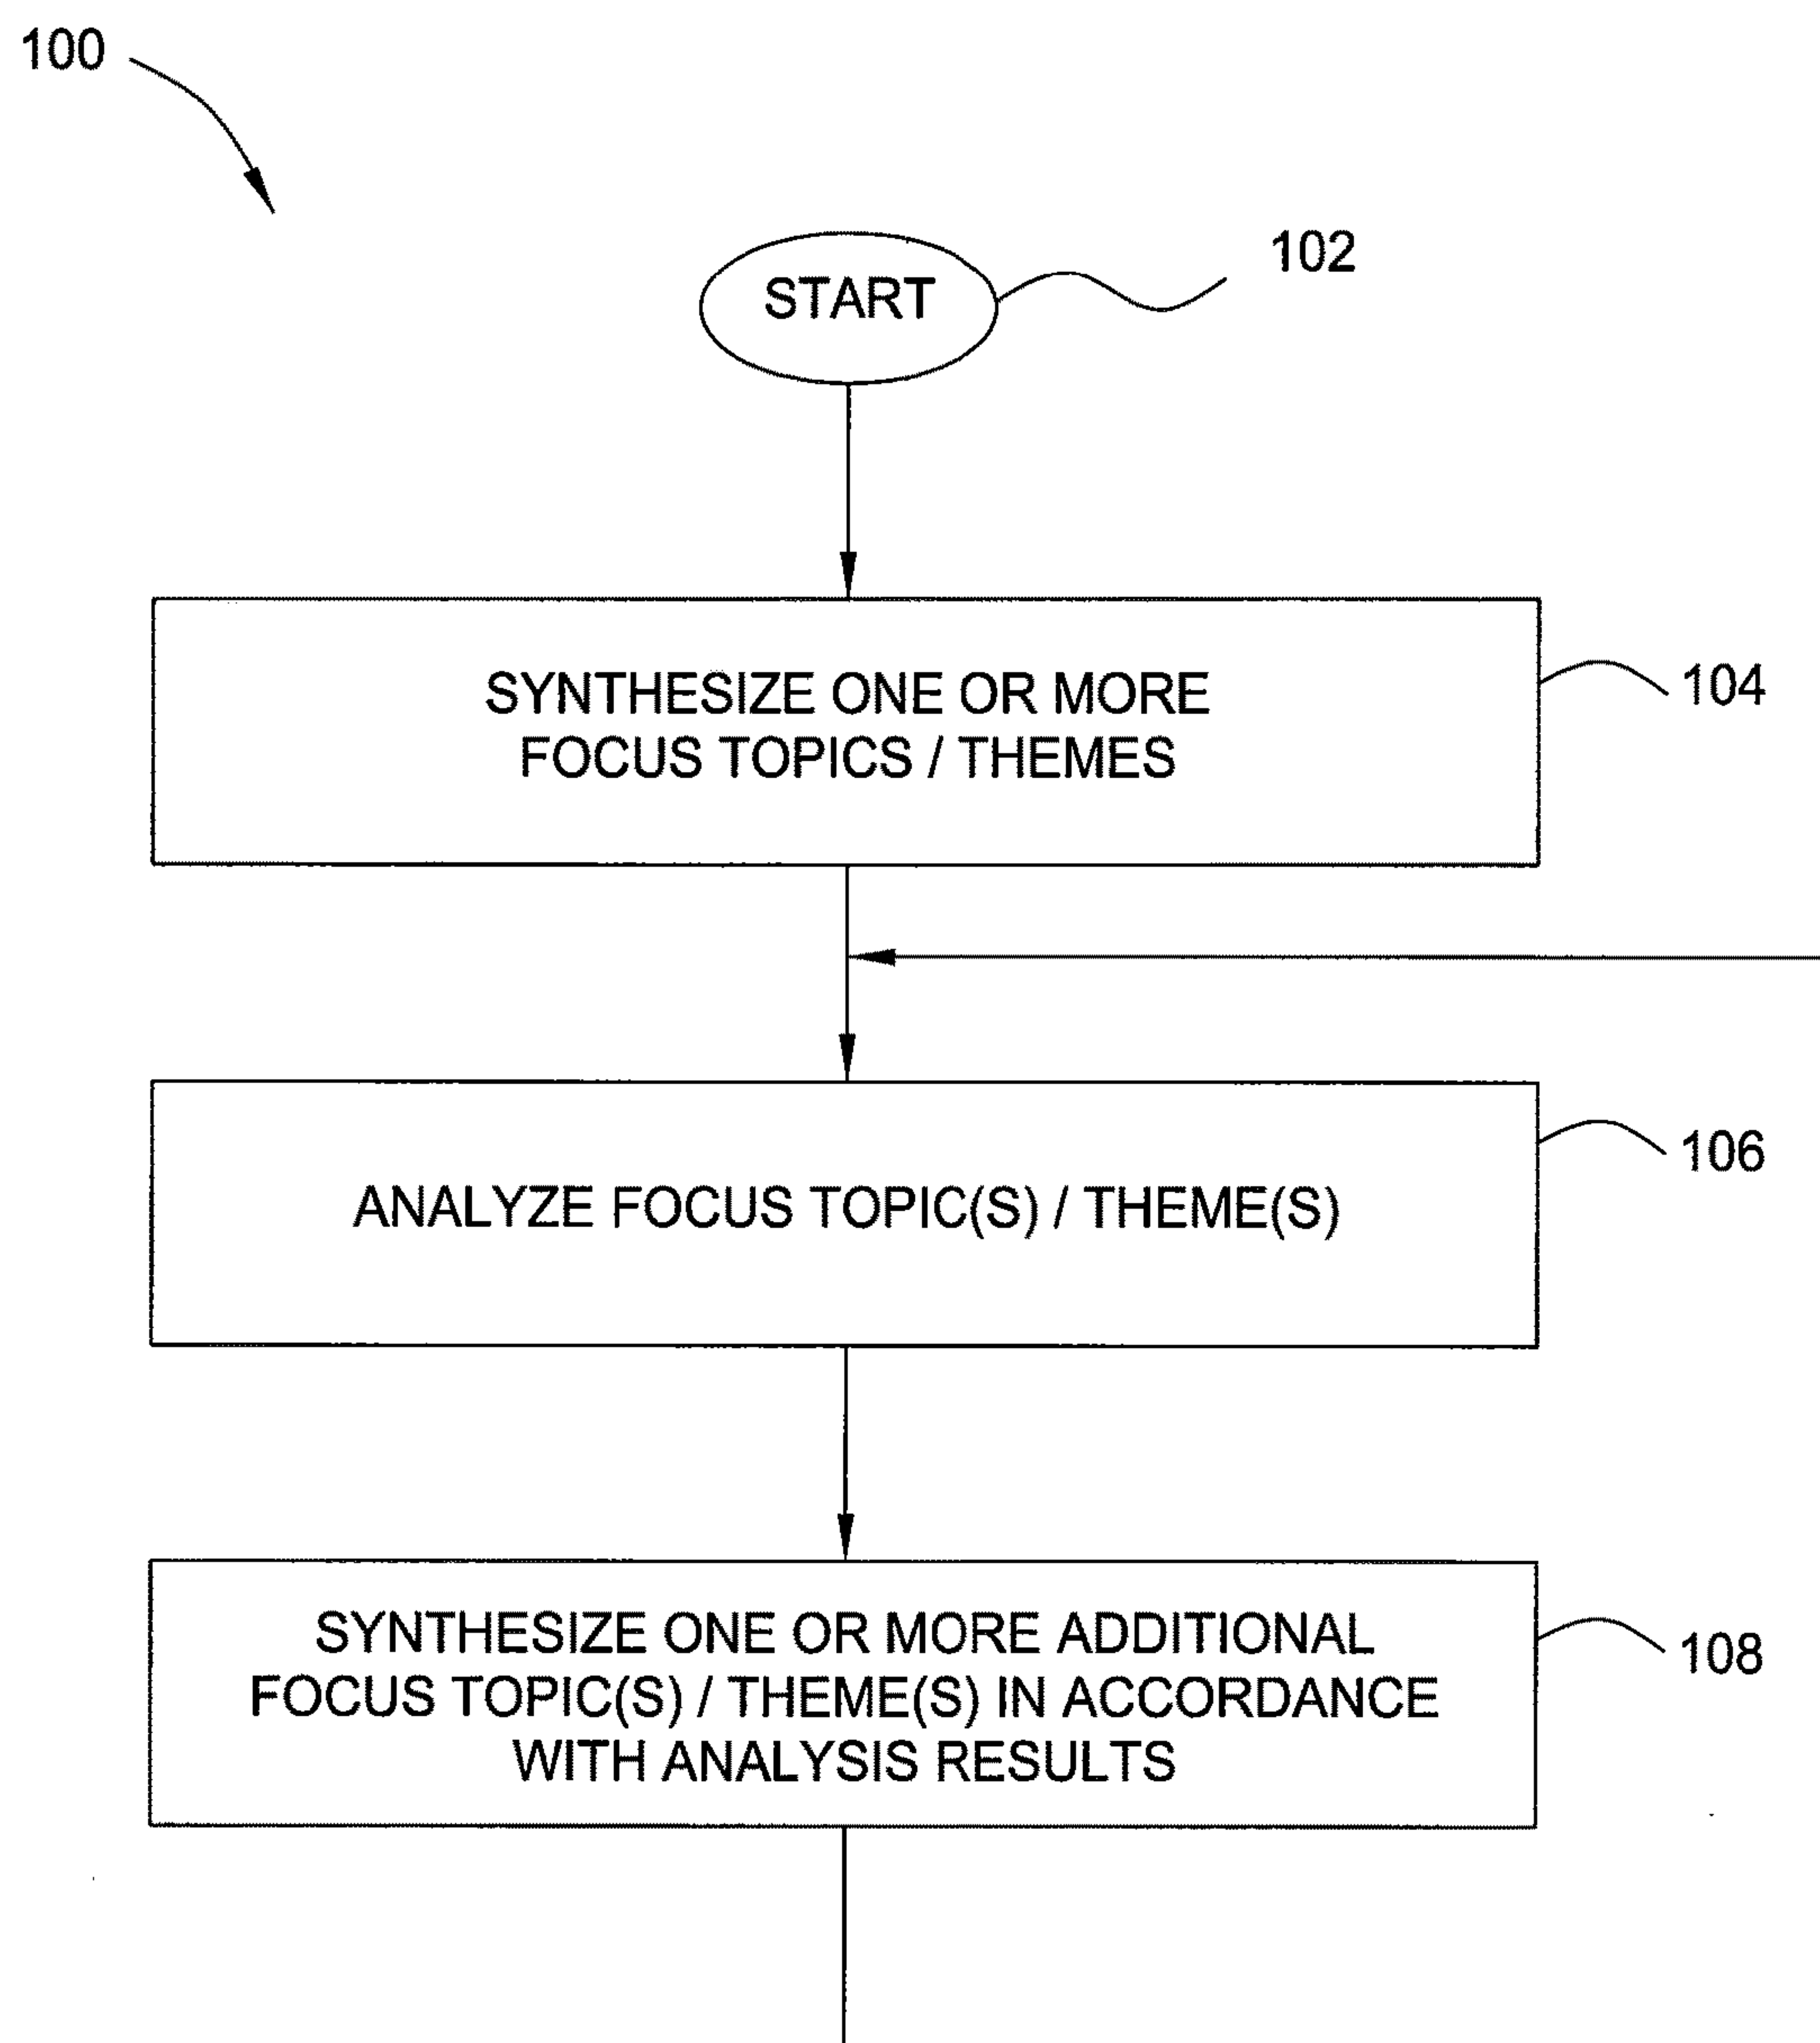 100
START
102
SYNTHESIZE ONE OR MORE
FOCUS TOPICS / THEMES
104
ANALYZE FOCUS TOPIC(S) / THEME(S)
106
SYNTHESIZE ONE OR MORE ADDITIONAL
FOCUS TOPIC(S) / THEME(S) IN ACCORDANCE
WITH ANALYSIS RESULTS
108